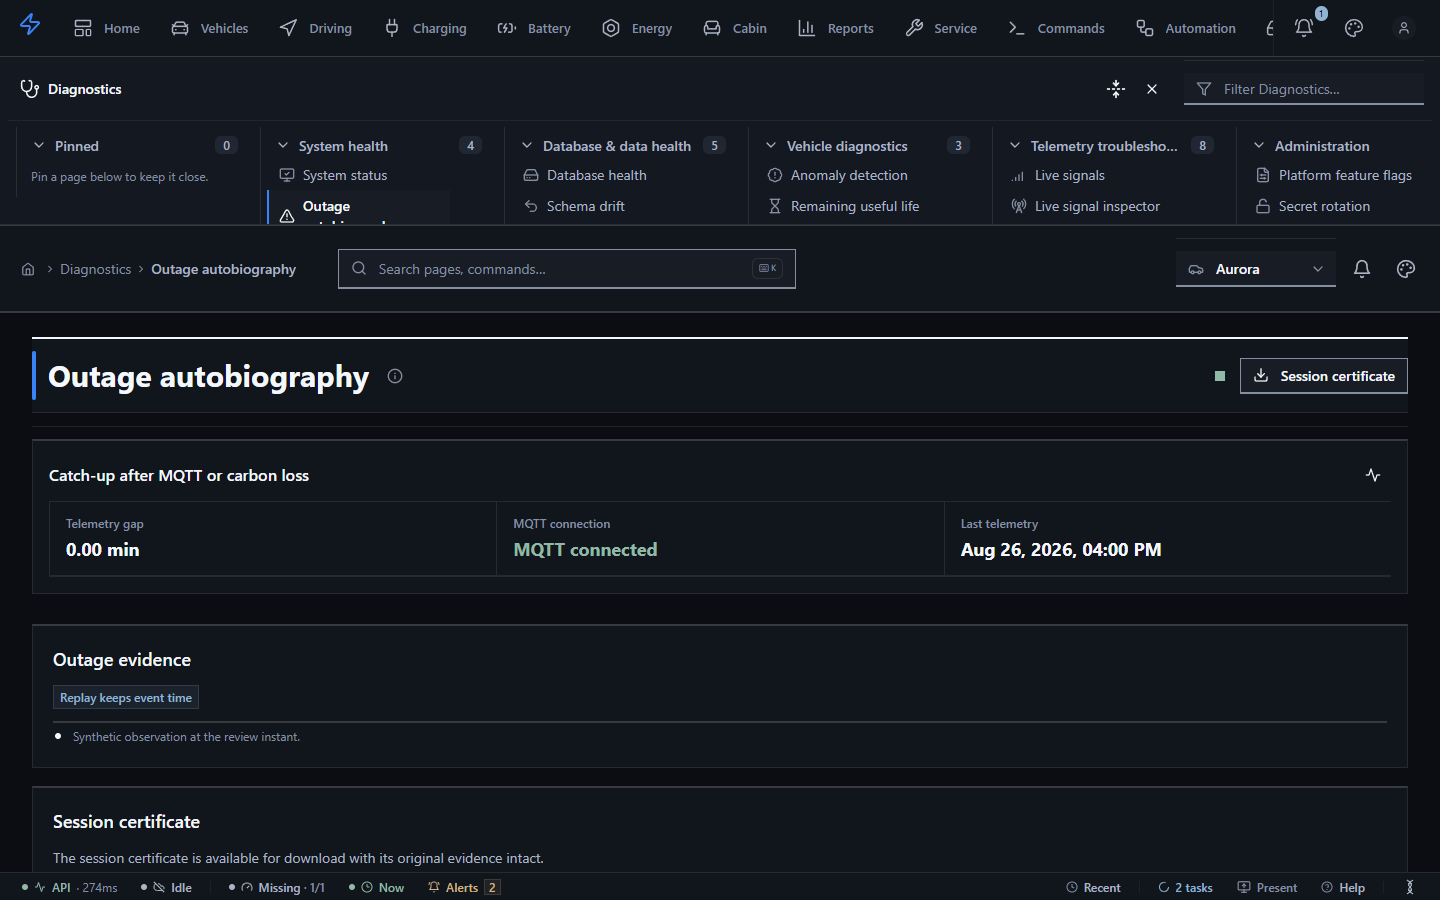 Home
Vehicles
Driving
Charging
Battery
Energy
Cabin
Reports
Service
Commands
Automation
1
Diagnostics
Filter Diagnostics...
Pinned 0
Pin a page below to keep it close.
System health 4
System status
Outage
Database & data health 5
Database health
Schema drift
Vehicle diagnostics 3
Anomaly detection
Remaining useful life
Telemetry troublesho... 8
Live signals
Live signal inspector
Administration
Platform feature flags
Secret rotation
Diagnostics > Outage autobiography
Search pages, commands...
K
Aurora
Outage autobiography
Session certificate
Catch-up after MQTT or carbon loss
Telemetry gap
0.00 min
MQTT connection
MQTT connected
Last telemetry
Aug 26, 2026, 04:00 PM
Outage evidence
Replay keeps event time
Synthetic observation at the review instant.
Session certificate
The session certificate is available for download with its original evidence intact.
API · 274ms
Idle
Missing · 1/1
Now
Alerts 2
Recent
2 tasks
Present
Help